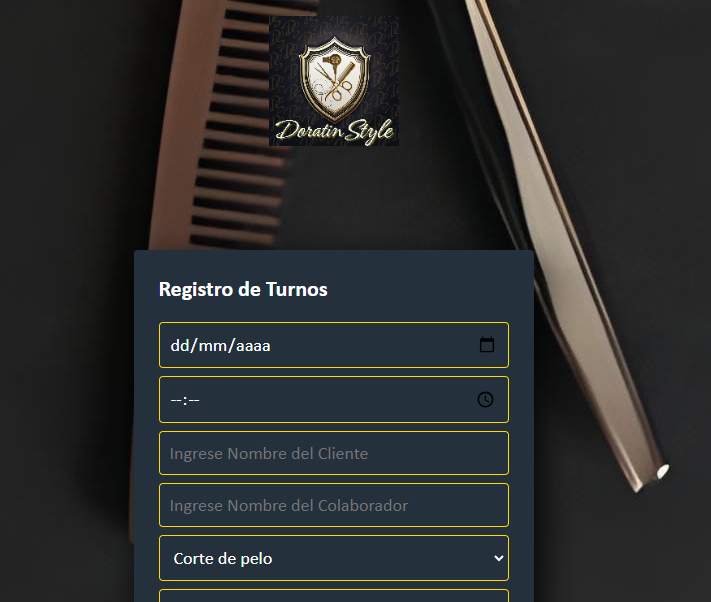 Doratin Style
Registro de Turnos
dd/mm/aaaa
--:--
Ingrese Nombre del Cliente
Ingrese Nombre del Colaborador
Corte de pelo